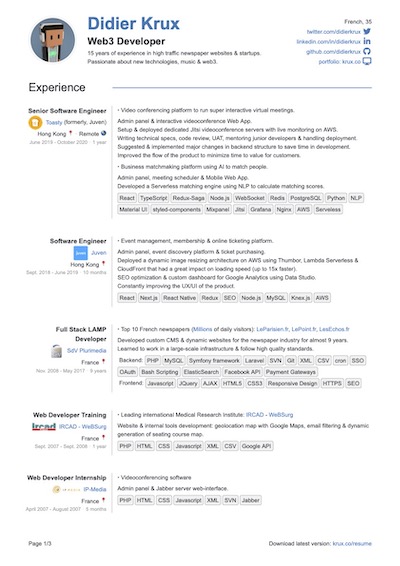 Didier Krux
Web3 Developer
15 years of experience in high traffic newspaper websites & startups.
Passionate about new technologies, music & web3.
French, 35
twitter.com/didierkrux
linkedin.com/in/didierkrux
github.com/didierkrux
portfolio: krux.co
Experience
Senior Software Engineer
Toasty (formerly, Juven)
Hong Kong Remote
June 2019 - October 2020 1 year
· Video conferencing platform to run super interactive virtual meetings.
Admin panel & interactive videoconference Web App.
Setup & deployed dedicated Jitsi videoconference servers with live monitoring on AWS.
Writing technical specs, code review, UAT, mentoring junior developers & handling deployment.
Suggested & implemented major changes in backend structure to save time in development.
Improved the flow of the product to minimize time to value for customers.
· Business matchmaking platform using AI to match people.
Admin panel, meeting scheduler & Mobile Web App.
Developed a Serverless matching engine using NLP to calculate matching scores.
React TypeScript Redux-Saga Node.js WebSocket Redis PostgreSQL Python NLP
Material UI styled-components Mixpanel Jitsi Grafana Nginx AWS Serverless
Software Engineer
Juven
Hong Kong
Sept. 2018 - June 2019 10 months
· Event management, membership & online ticketing platform.
Admin panel, event discovery platform & ticket purchasing.
Deployed a dynamic image resizing architecture on AWS using Thumbor, Lambda Serverless &
CloudFront that had a great impact on loading speed (up to 15x faster).
SEO optimization & custom dashboard for Google Analytics using Data Studio.
Constantly improving the UX/UI of the product.
React Next.js React Native Redux SEO Node.js MySQL Knex.js AWS
Full Stack LAMP
Developer
SdV Plurimedia
France
Nov. 2008 - May 2017 9 years
· Top 10 French newspapers (Millions of daily visitors): LeParisien.fr, LePoint.fr, LesEchos.fr
Developed custom CMS & dynamic websites for the newspaper industry for almost 9 years.
Learned to work in a large-scale infrastructure & follow high quality standards.
Backend: PHP MySQL Symfony framework Laravel SVN Git XML CSV cron SSO
OAuth Bash Scripting ElasticSearch Facebook API Payment Gateways
Frontend: Javascript JQuery AJAX HTML5 CSS3 Responsive Design HTTPS SEO
Web Developer Training
Ircad IRCAD - WeBSurg
France
Sept. 2007 - Sept. 2008 1 year
· Leading international Medical Research Institute: IRCAD - WeBSurg
Website & internal tools development: geolocation map with Google Maps, email filtering & dynamic
generation of seating course map.
PHP HTML CSS Javascript XML CSV Google API
Web Developer Internship
IP-Media
France
April 2007 - August 2007 5 months
· Videoconferencing software
Admin panel & Jabber server web-interface.
PHP HTML CSS Javascript XML SVN Jabber
Page 1/3
Download latest version: krux.co/resume